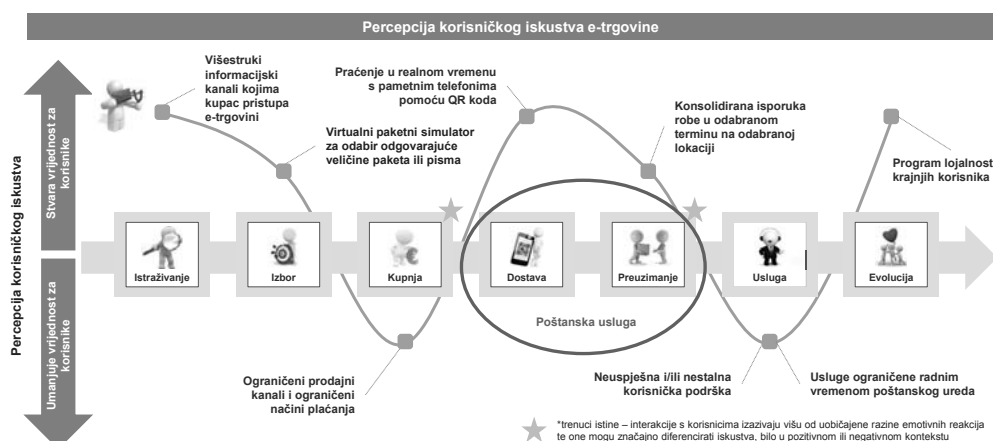 Percepcija korisničkog iskustva e-trgovine
Percepcija korisničkog iskustva
Stvara vrijednost za
korisnike
Umanjuje vrijednost za
korisnike
Višestruki
informacijski
kanali kojima
kupac pristupa
e-trgovini
Virtualni paketni simulator
za odabir odgovarajuće
veličine paketa ili pisma
Praćenje u realnom vremenu
s pametnim telefonima
pomoću QR koda
Konsolidirana isporuka
robe u odabranom
terminu na odabranoj
lokaciji
Program lojalnost
krajnjih korisnika
Istraživanje
Izbor
Kupnja
Dostava
Preuzimanje
Usluga
Evolucija
Poštanska usluga
Ograničeni prodajni
kanali i ograničeni
načini plaćanja
Neuspješna i/ili nestalna
korisnička podrška
Usluge ograničene radnim
vremenom poštanskog ureda
*trenuci istine – interakcije s korisnicima izazivaju višu od uobičajene razine emotivnih reakcija
te one mogu značajno diferencirati iskustva, bilo u pozitivnom ili negativnom kontekstu